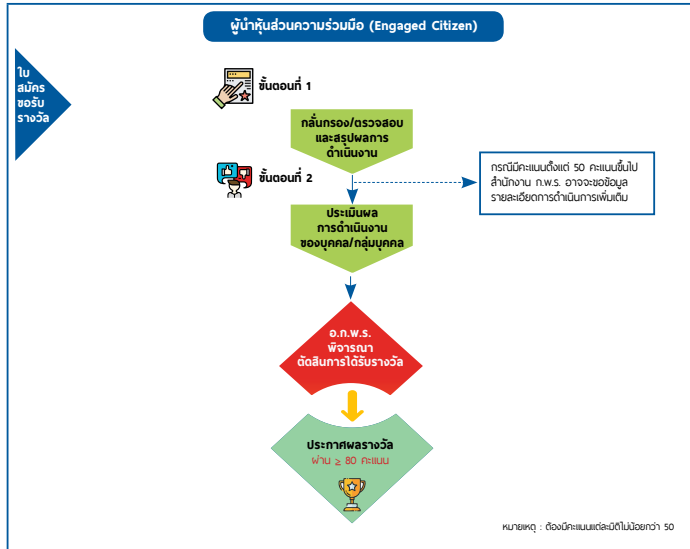 ผู้นำหุ้นส่วนความร่วมมือ (Engaged Citizen)
ใบ
สมัคร
ขอรับ
รางวัล
ขั้นตอนที่ 1
กลั่นกรอง/ตรวจสอบ
และสรุปผลการ
ดำเนินงาน
ขั้นตอนที่ 2
กรณีมีคะแนนตั้งแต่ 50 คะแนนขึ้นไป
สำนักงาน ก.พ.ร. อาจจะขอข้อมูล
รายละเอียดการดำเนินการเพิ่มเติม
ประเมินผล
การดำเนินงาน
ของบุคคล/กลุ่มบุคคล
อ.ก.พ.ร.
พิจารณา
ตัดสินการได้รับรางวัล
ประกาศผลรางวัล
ผ่าน ≥ 80 คะแนน
หมายเหตุ : ต้องมีคะแนนแต่ละมิติไม่น้อยกว่า 50